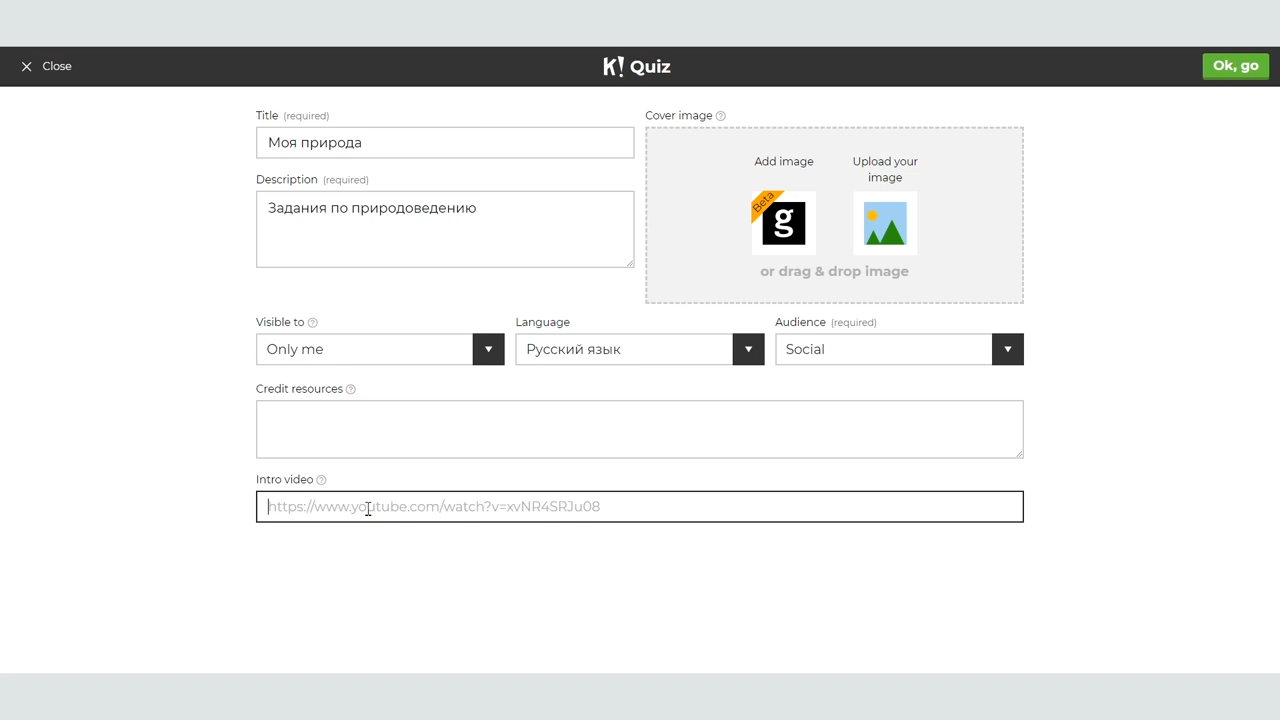 Close
K! Quiz
Ok, go
Title (required)
Моя природа
Description (required)
Задания по природоведению
Cover image ?
Add image
Upload your
image
Beta
g
or drag & drop image
Visible to ?
Only me
Language
Русский язык
Audience (required)
Social
Credit resources ?
Intro video ?
https://www.youtube.com/watch?v=xvNR4SRJu08